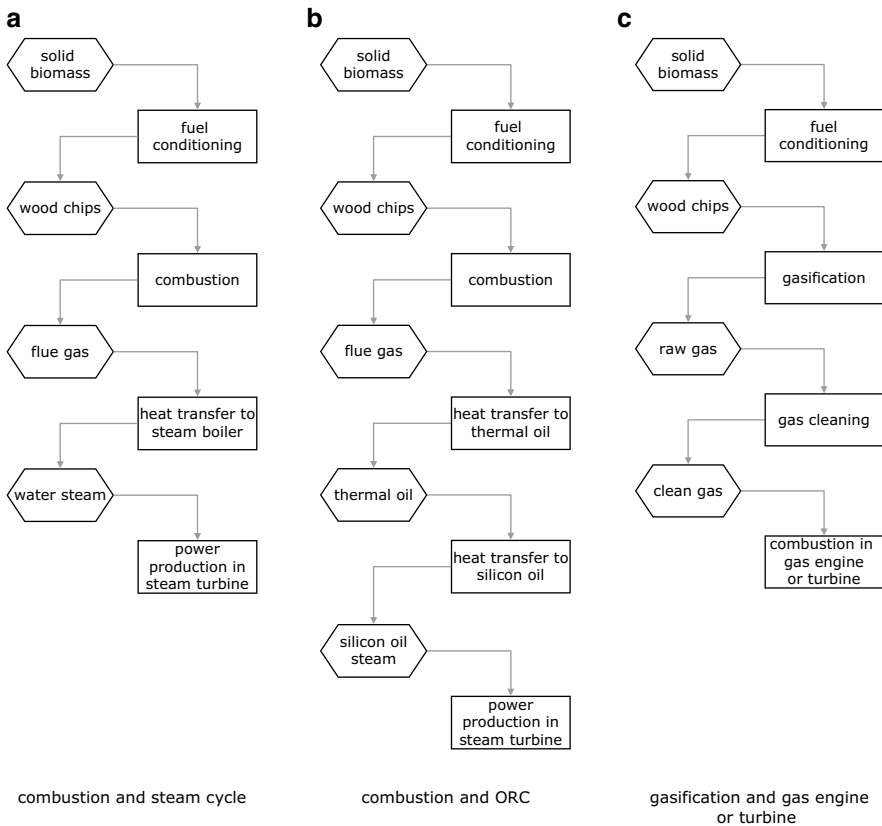 a
solid
biomass
fuel
conditioning
wood chips
combustion
flue gas
heat transfer to
steam boiler
water steam
power
production in
steam turbine
combustion and steam cycle
b
solid
biomass
fuel
conditioning
wood chips
combustion
flue gas
heat transfer to
thermal oil
thermal oil
heat transfer to
silicon oil
silicon oil
steam
power
production in
steam turbine
combustion and ORC
c
solid
biomass
fuel
conditioning
wood chips
gasification
raw gas
gas cleaning
clean gas
combustion in
gas engine
or turbine
gasification and gas engine
or turbine